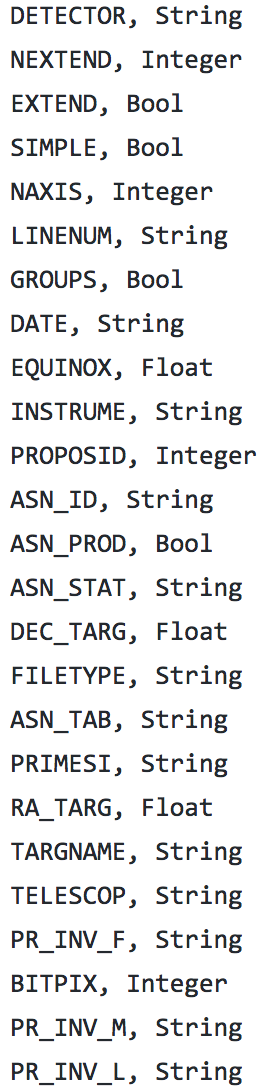 DETECTOR, String
NEXTEND, Integer
EXTEND, Bool
SIMPLE, Bool
NAXIS, Integer
LINENUM, String
GROUPS, Bool
DATE, String
EQUINOX, Float
INSTRUME, String
PROPOSID, Integer
ASN_ID, String
ASN_PROD, Bool
ASN_STAT, String
DEC_TARG, Float
FILETYPE, String
ASN_TAB, String
PRIMESI, String
RA_TARG, Float
TARGNAME, String
TELESCOP, String
PR_INV_F, String
BITPIX, Integer
PR_INV_M, String
PR_INV_L, String